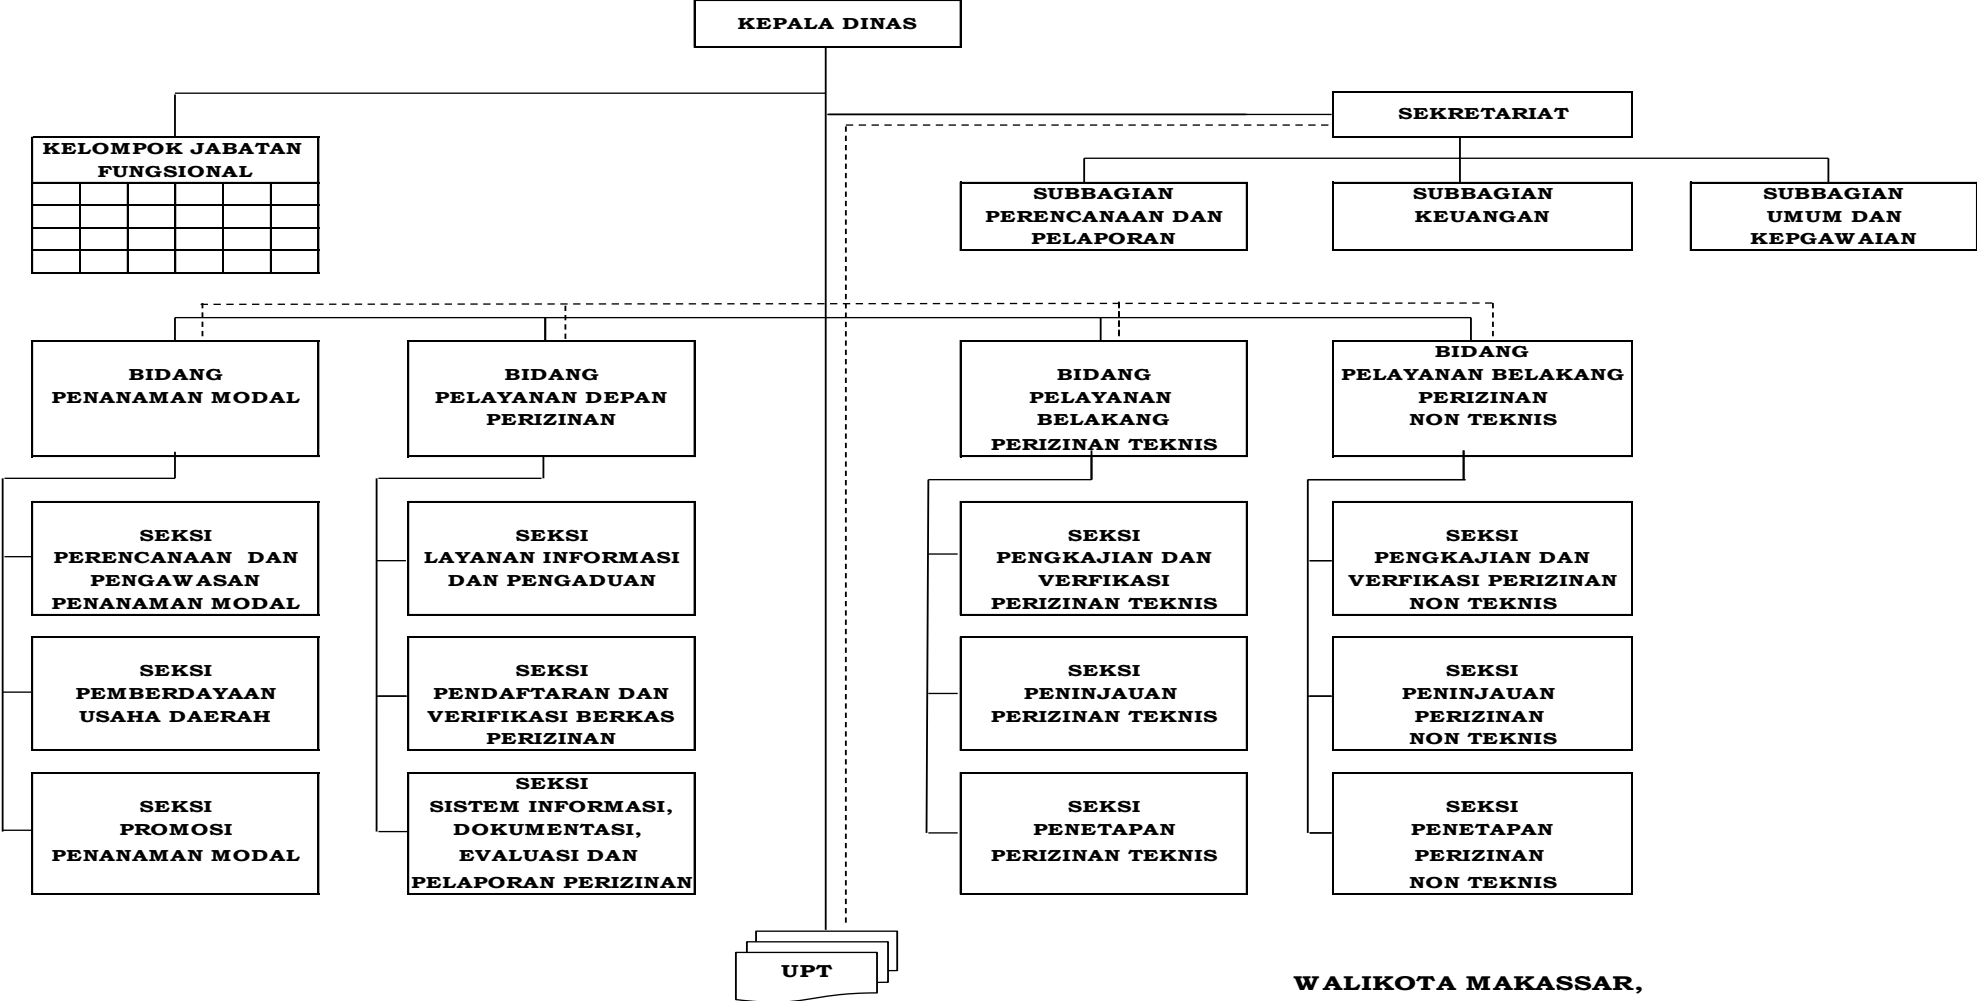 KEPALA DINAS
SEKRETARIAT
KELOMPOK JABATAN
FUNGSIONAL
SUBBAGIAN
PERENCANAAN DAN
PELAPORAN
SUBBAGIAN
KEUANGAN
SUBBAGIAN
UMUM DAN
KEPGAWAIAN
BIDANG
PENANAMAN MODAL
BIDANG
PELAYANAN DEPAN
PERIZINAN
BIDANG
PELAYANAN
BELAKANG
PERIZINAN TEKNIS
BIDANG
PELAYANAN BELAKANG
PERIZINAN
NON TEKNIS
SEKSI
PERENCANAAN DAN
PENGAWASAN
PENANAMAN MODAL
SEKSI
LAYANAN INFORMASI
DAN PENGADUAN
SEKSI
PENGKAJIAN DAN
VERFIKASI
PERIZINAN TEKNIS
SEKSI
PENGKAJIAN DAN
VERFIKASI PERIZINAN
NON TEKNIS
SEKSI
PEMBERDAYAAN
USAHA DAERAH
SEKSI
PENDAFTARAN DAN
VERIFIKASI BERKAS
PERIZINAN
SEKSI
PENINJAUAN
PERIZINAN TEKNIS
SEKSI
PENINJAUAN
PERIZINAN
NON TEKNIS
SEKSI
PROMOSI
PENANAMAN MODAL
SEKSI
SISTEM INFORMASI,
DOKUMENTASI,
EVALUASI DAN
PELAPORAN PERIZINAN
SEKSI
PENETAPAN
PERIZINAN TEKNIS
SEKSI
PENETAPAN
PERIZINAN
NON TEKNIS
UPT
WALIKOTA MAKASSAR,